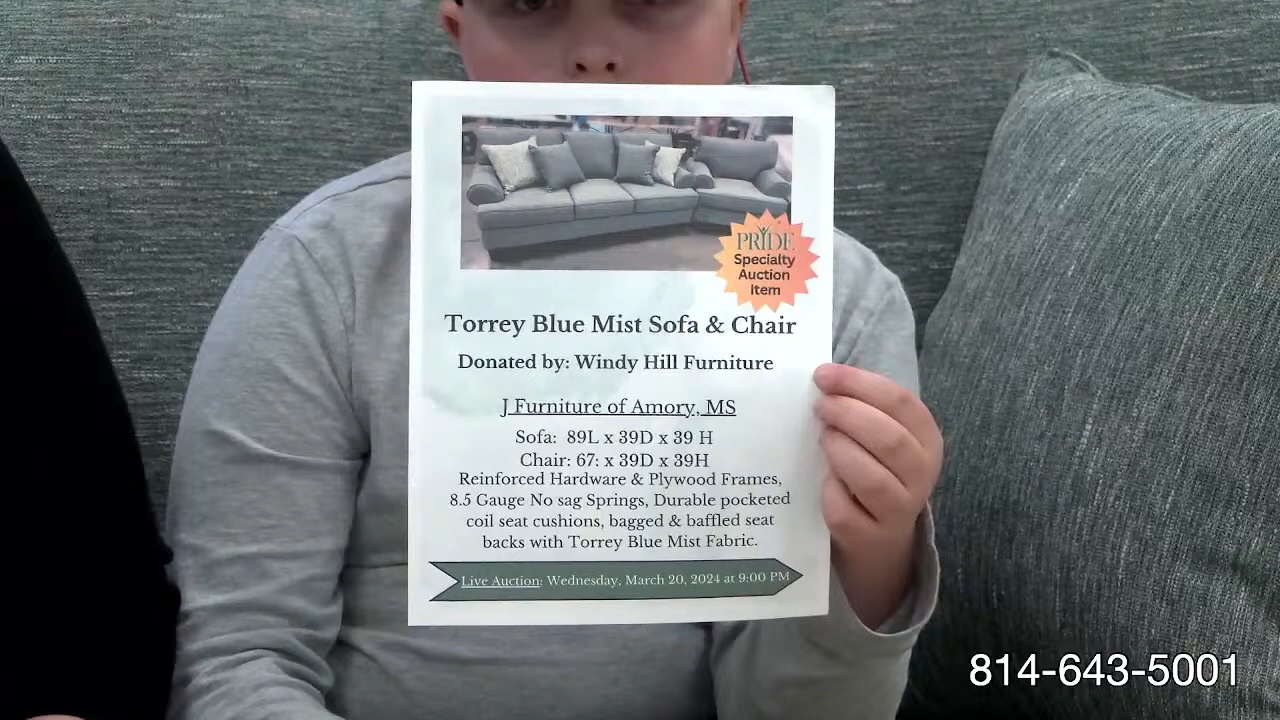 PRIDE
Specialty
Auction
Item
Torrey Blue Mist Sofa & Chair
Donated by: Windy Hill Furniture
J Furniture of Amory, MS
Sofa: 89L x 39D x 39 H
Chair: 67: x 39D x 39H
Reinforced Hardware & Plywood Frames,
8.5 Gauge No sag Springs, Durable pocketed
coil seat cushions, bagged & baffled seat
backs with Torrey Blue Mist Fabric.
Live Auction: Wednesday, March 20, 2024 at 9:00 PM
814-643-5001